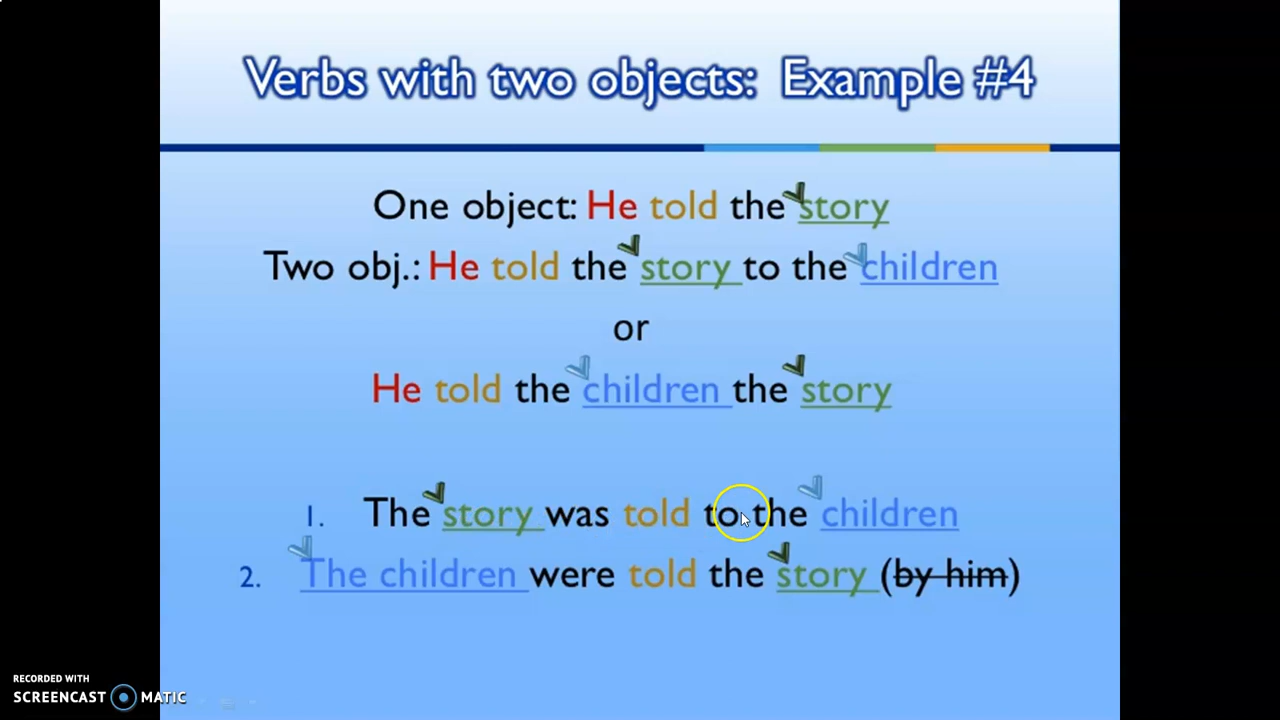 Verbs with two objects: Example #4
One object: He told the story
Two obj.: He told the story to the children
or
He told the children the story
1. The story was told to the children
2. The children were told the story (by him)
RECORDED WITH
SCREENCAST MATIC